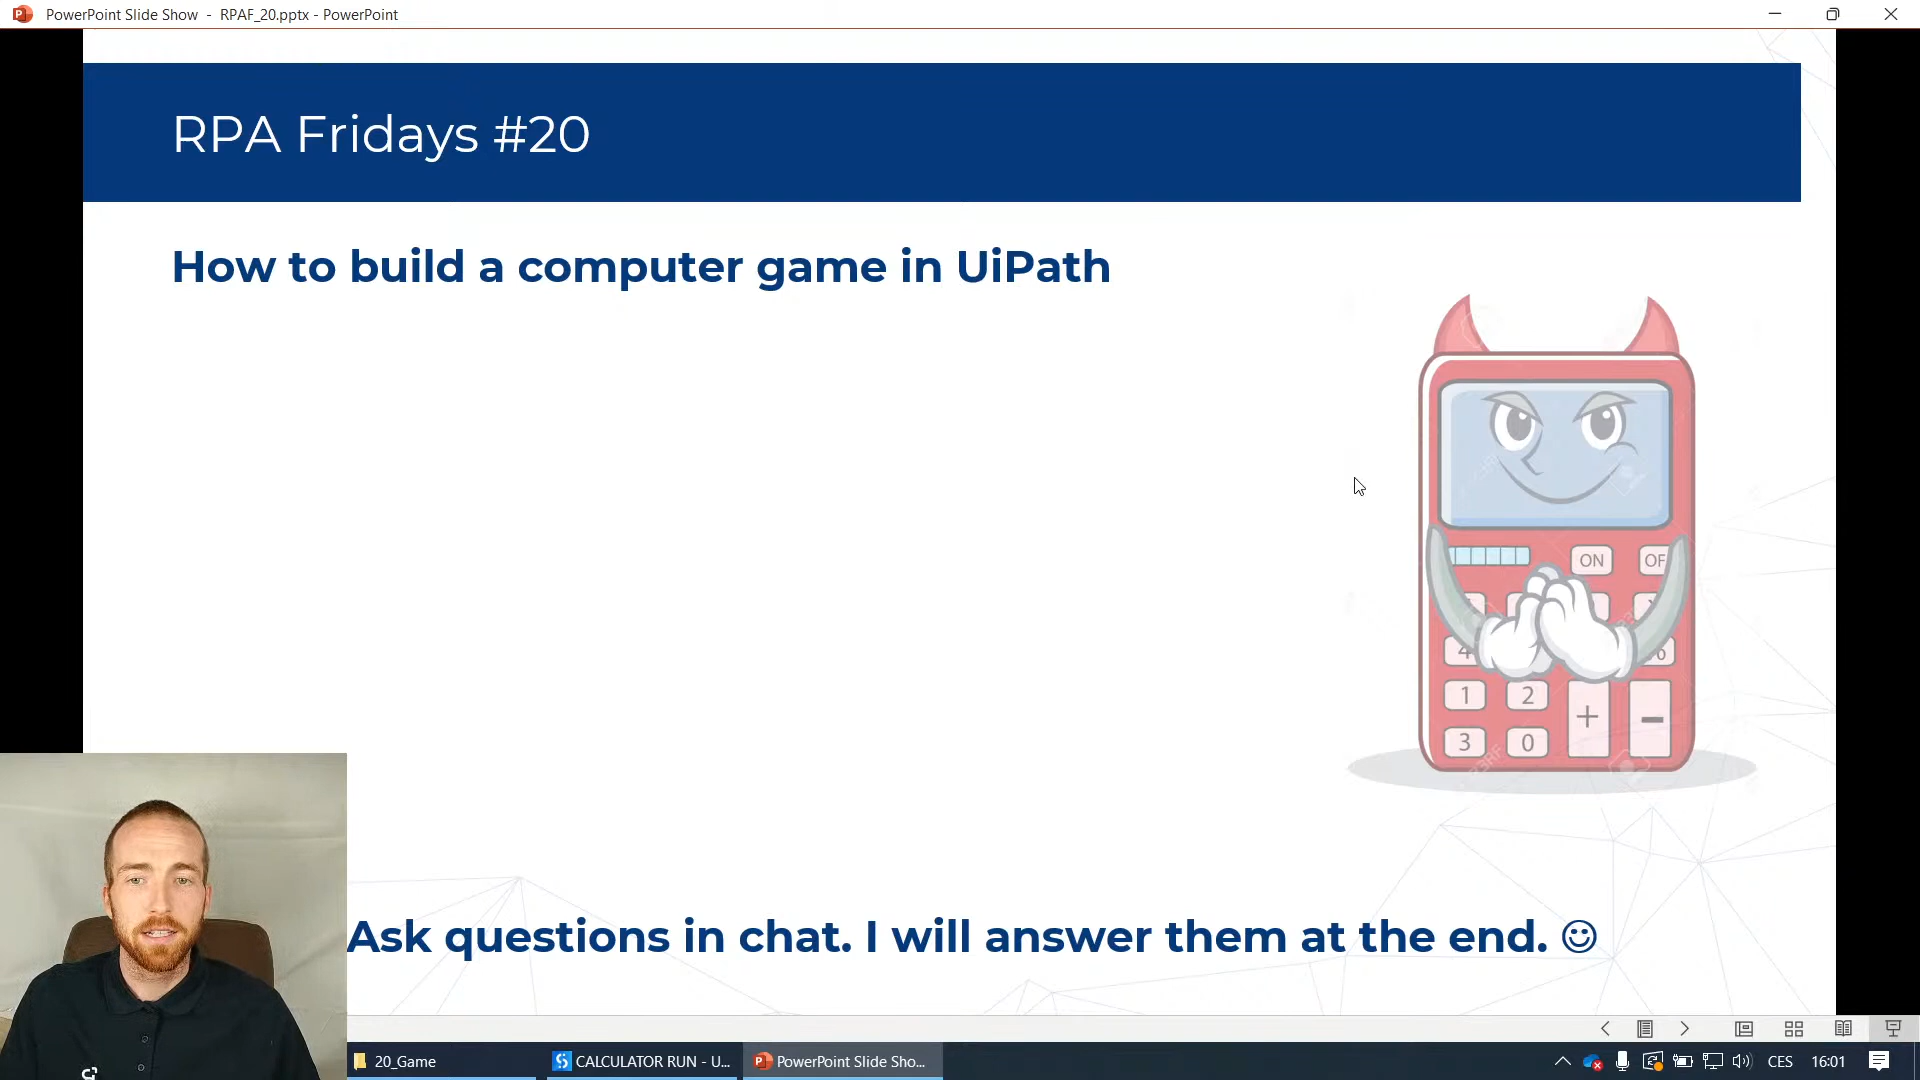 PowerPoint Slide Show - RPAF_20.pptx - PowerPoint
RPA Fridays #20
How to build a computer game in UiPath
ON
OF
4
%
1
2
+
−
3
0
Ask questions in chat. I will answer them at the end. ☺
20_Game
CALCULATOR RUN - U...
PowerPoint Slide Sho...
CES
16:01